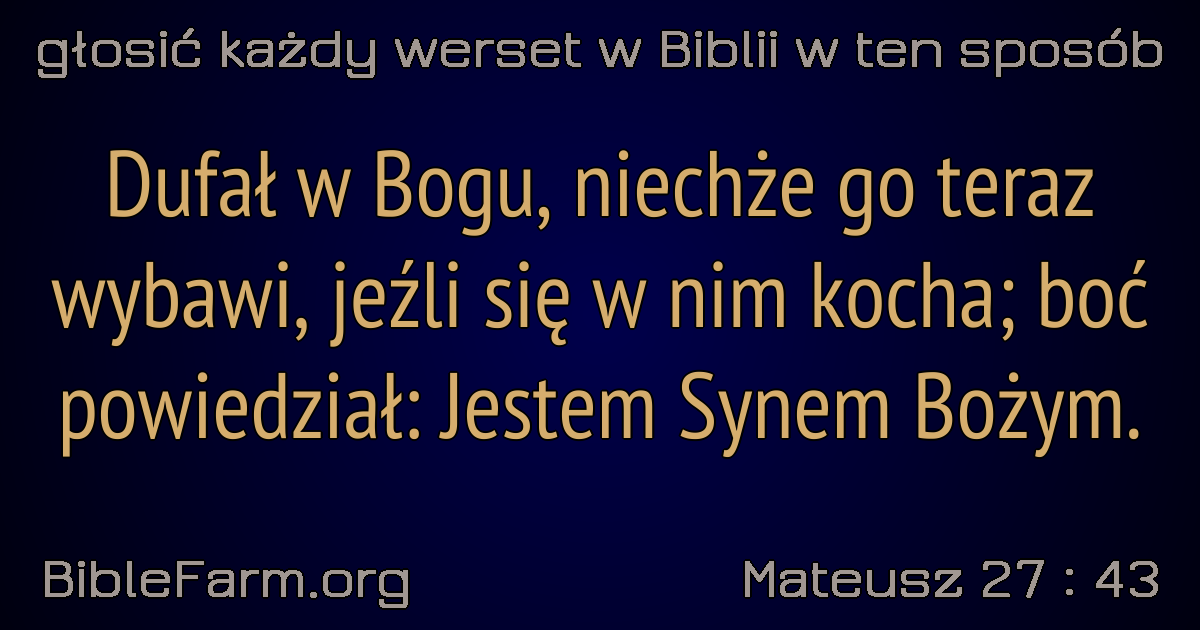 głosić każdy werset w Biblii w ten sposób
Dufał w Bogu, niechże go teraz
wybawi, jeźli się w nim kocha; boć
powiedział: Jestem Synem Bożym.
BibleFarm.org
Mateusz 27 : 43